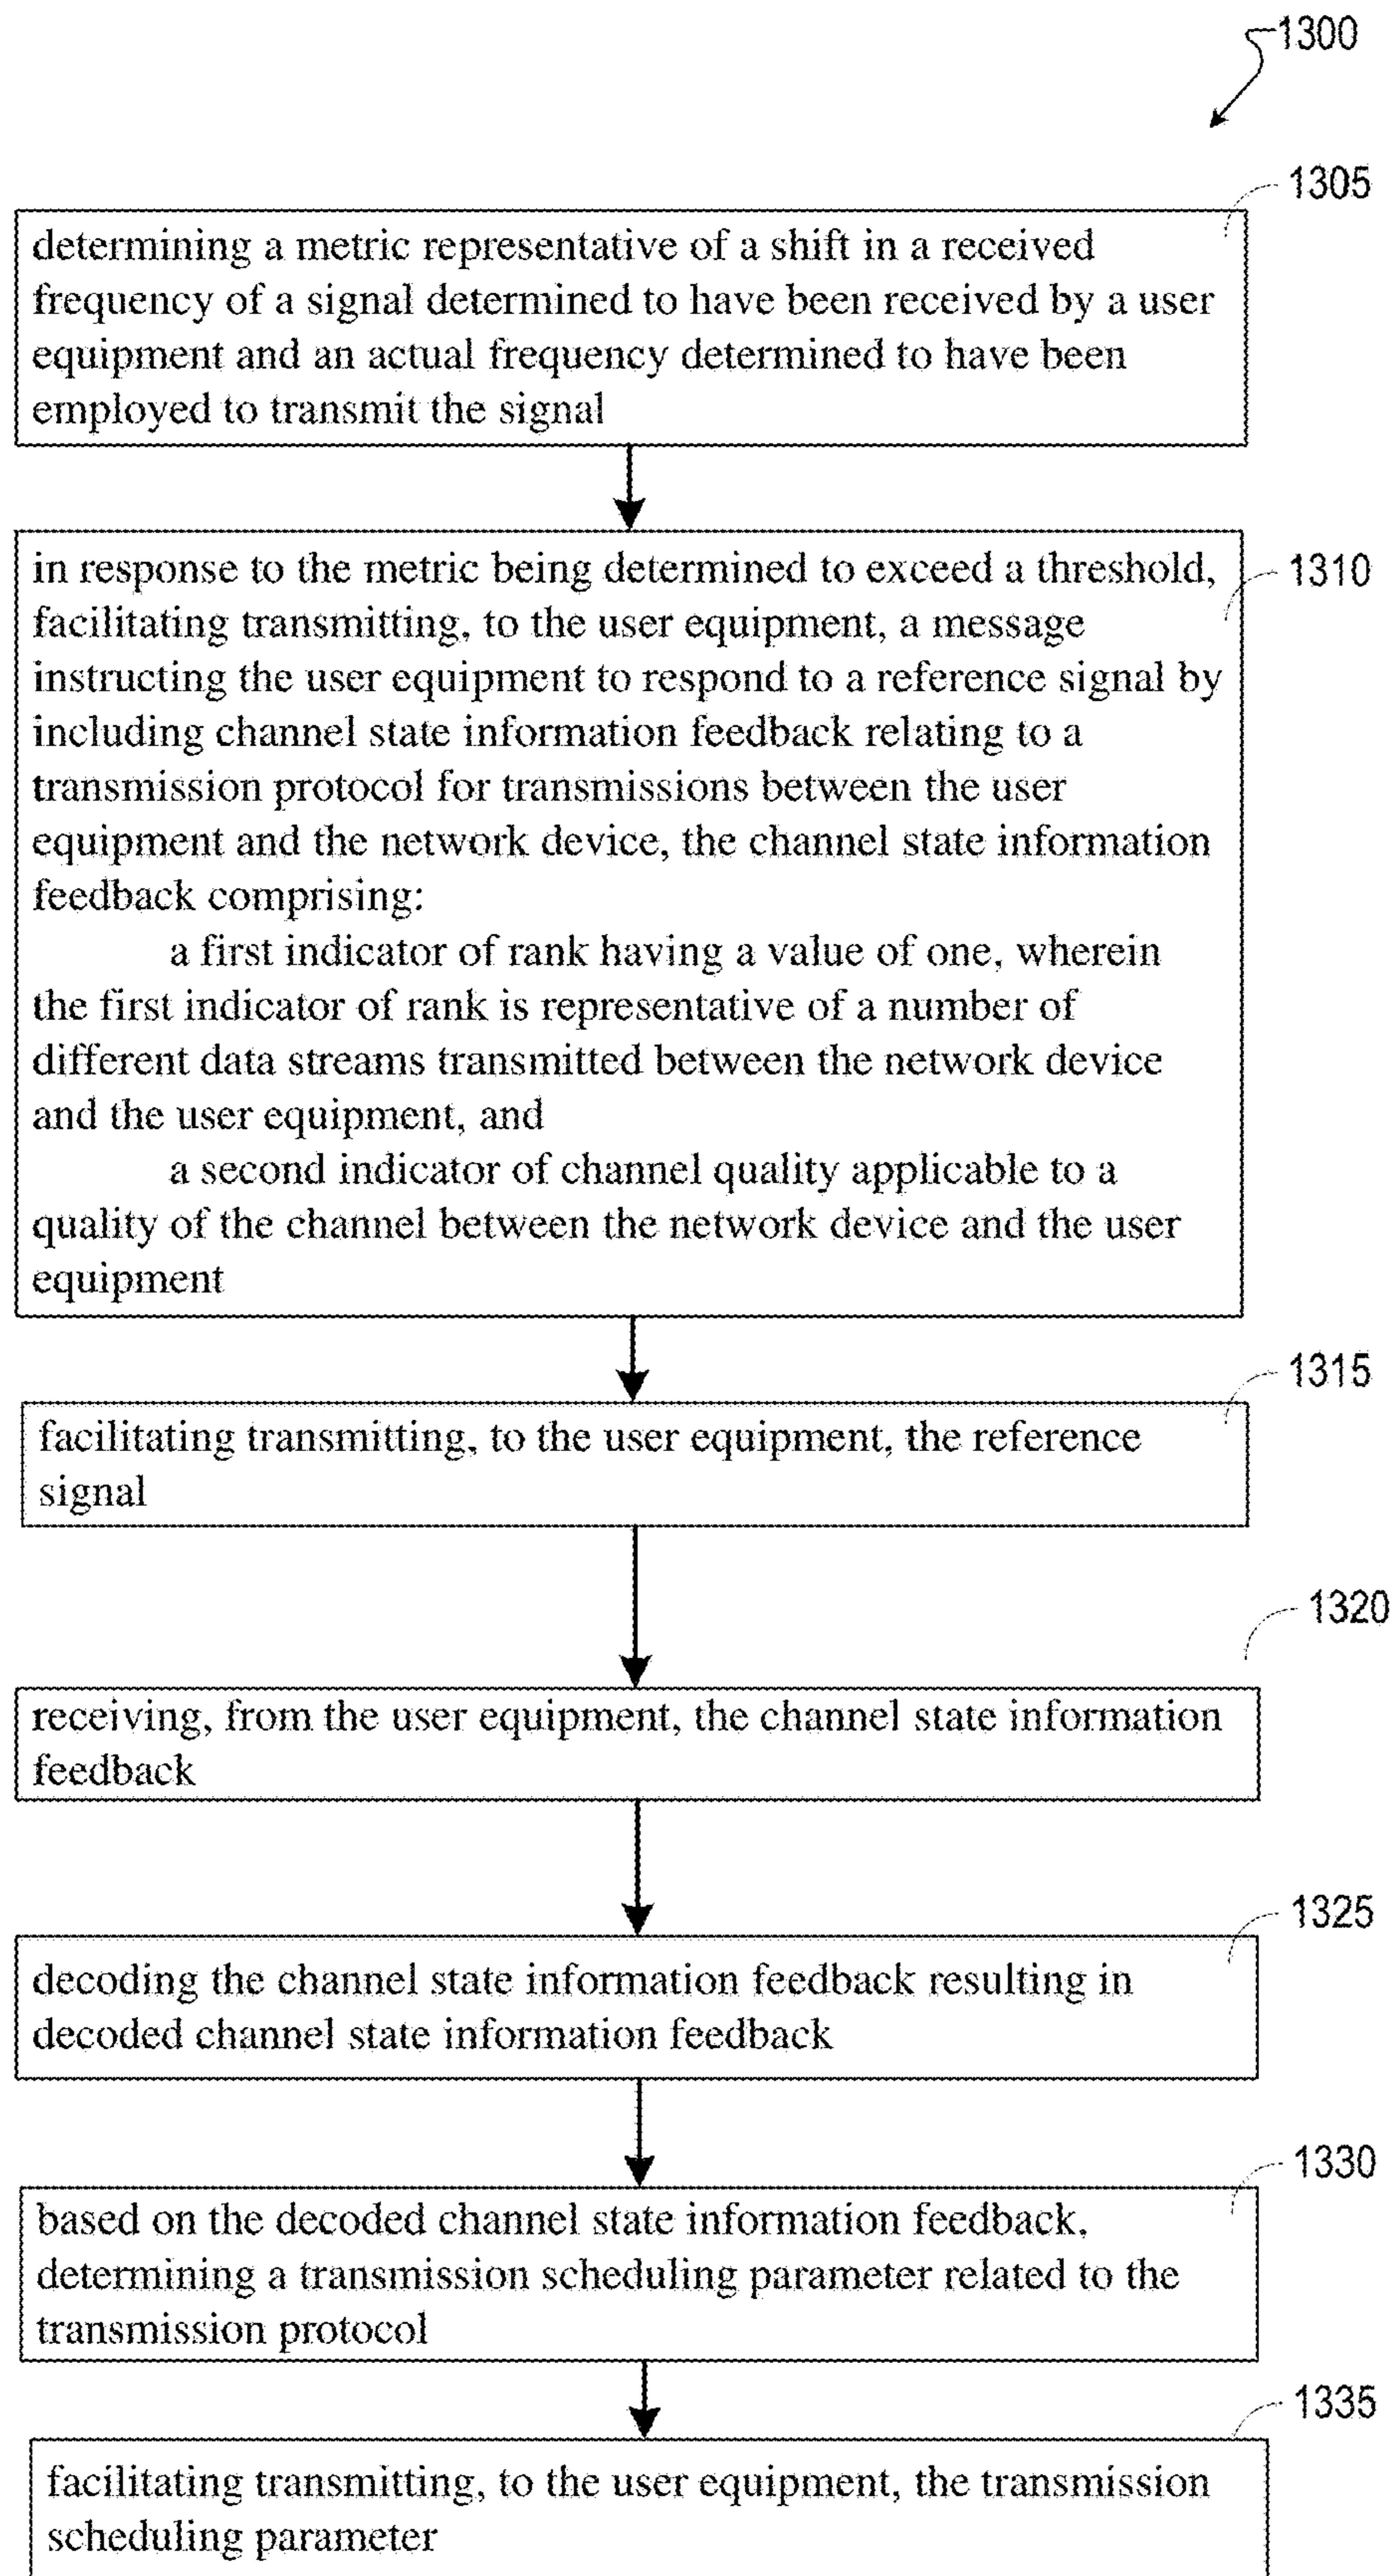 1300
1305
determining a metric representative of a shift in a received
frequency of a signal determined to have been received by a user
equipment and an actual frequency determined to have been
employed to transmit the signal
1310
in response to the metric being determined to exceed a threshold,
facilitating transmitting, to the user equipment, a message
instructing the user equipment to respond to a reference signal by
including channel state information feedback relating to a
transmission protocol for transmissions between the user
equipment and the network device, the channel state information
feedback comprising:
a first indicator of rank having a value of one, wherein
the first indicator of rank is representative of a number of
different data streams transmitted between the network device
and the user equipment, and
a second indicator of channel quality applicable to a
quality of the channel between the network device and the user
equipment
1315
facilitating transmitting, to the user equipment, the reference
signal
1320
receiving, from the user equipment, the channel state information
feedback
1325
decoding the channel state information feedback resulting in
decoded channel state information feedback
1330
based on the decoded channel state information feedback,
determining a transmission scheduling parameter related to the
transmission protocol
1335
facilitating transmitting, to the user equipment, the transmission
scheduling parameter